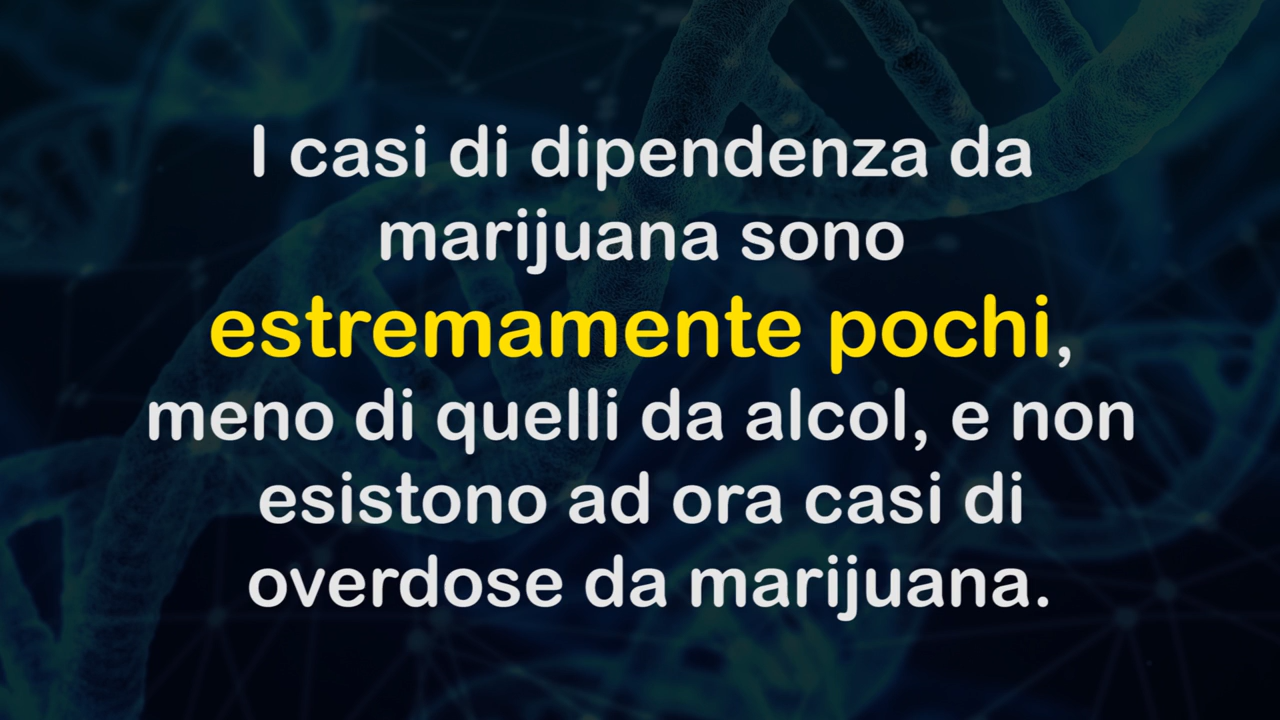 I casi di dipendenza da
marijuana sono
estremamente pochi,
meno di quelli da alcol, e non
esistono ad ora casi di
overdose da marijuana.